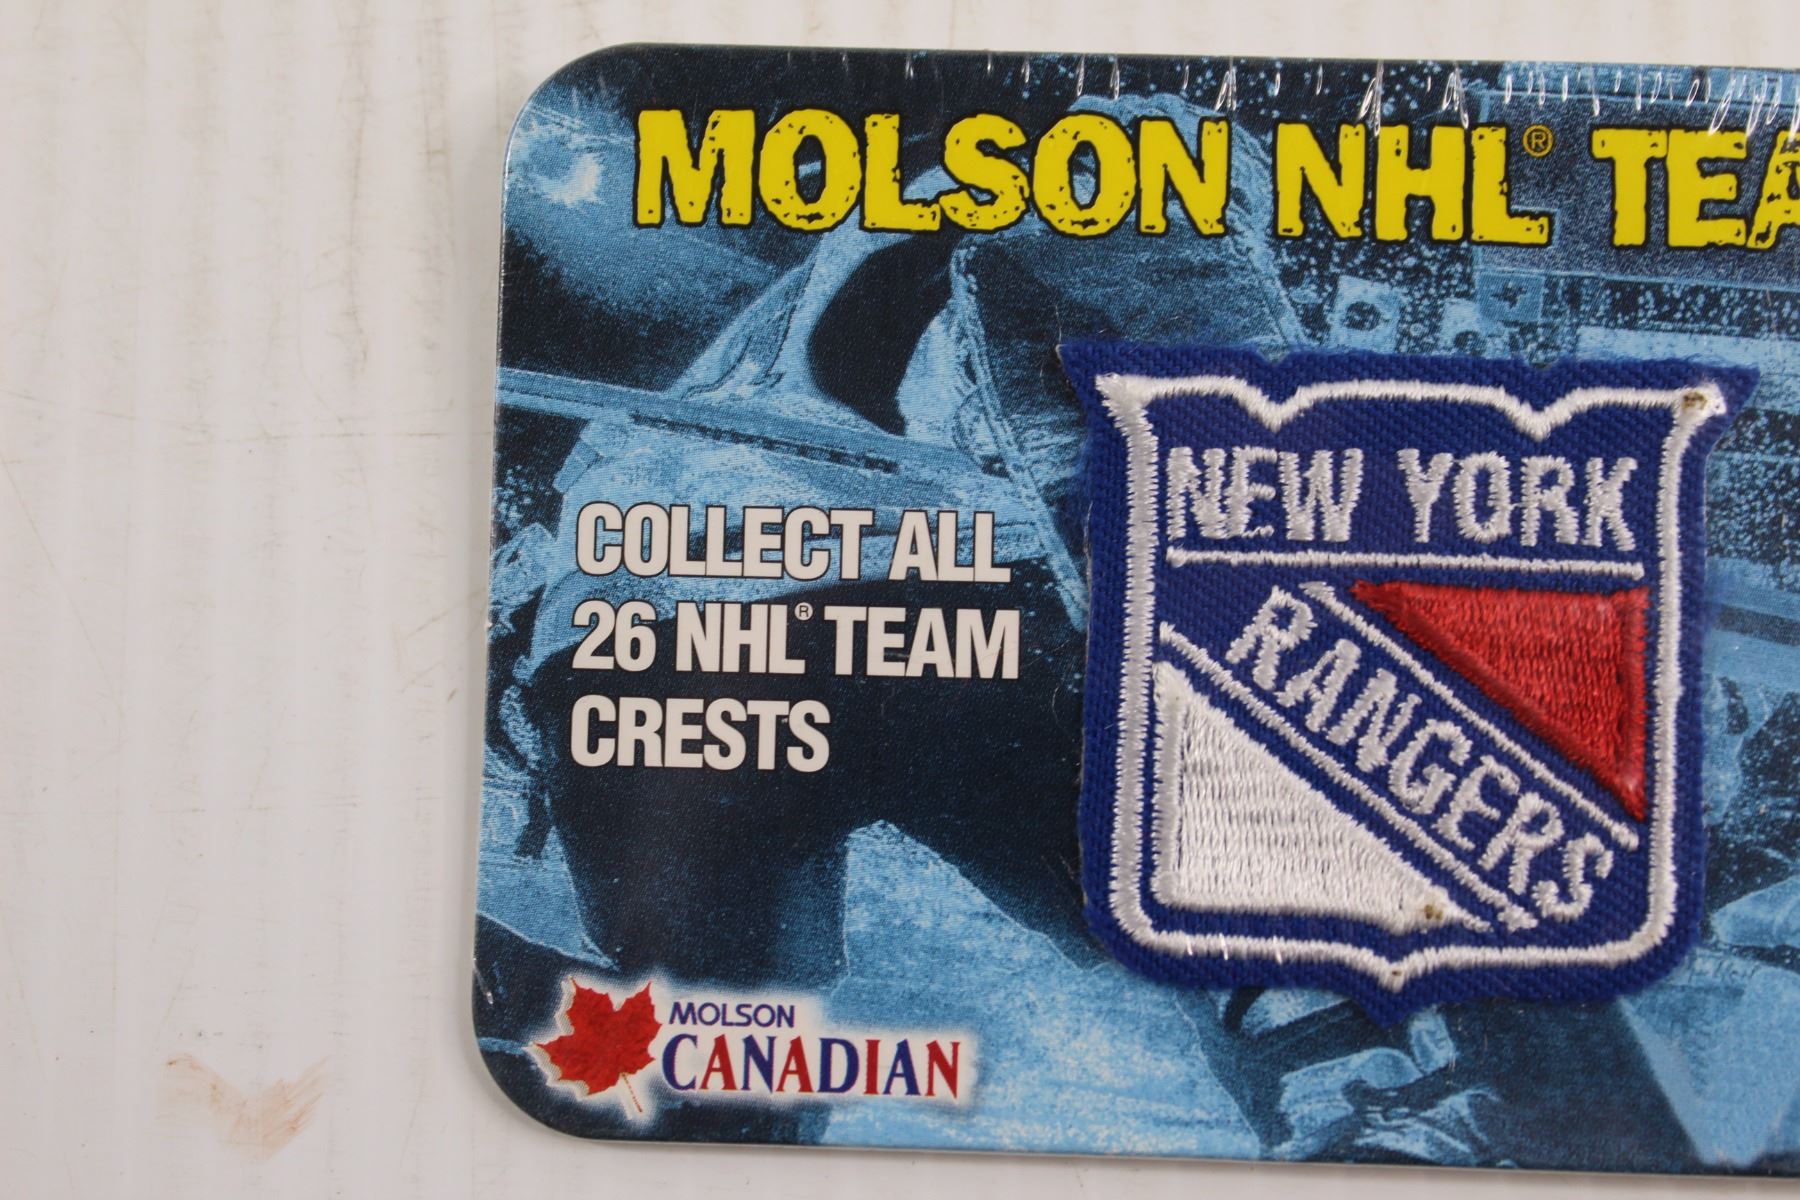 MOLSON NHL® TEA
COLLECT ALL
26 NHL® TEAM
CRESTS
NEW YORK
RANGERS
MOLSON
CANADIAN